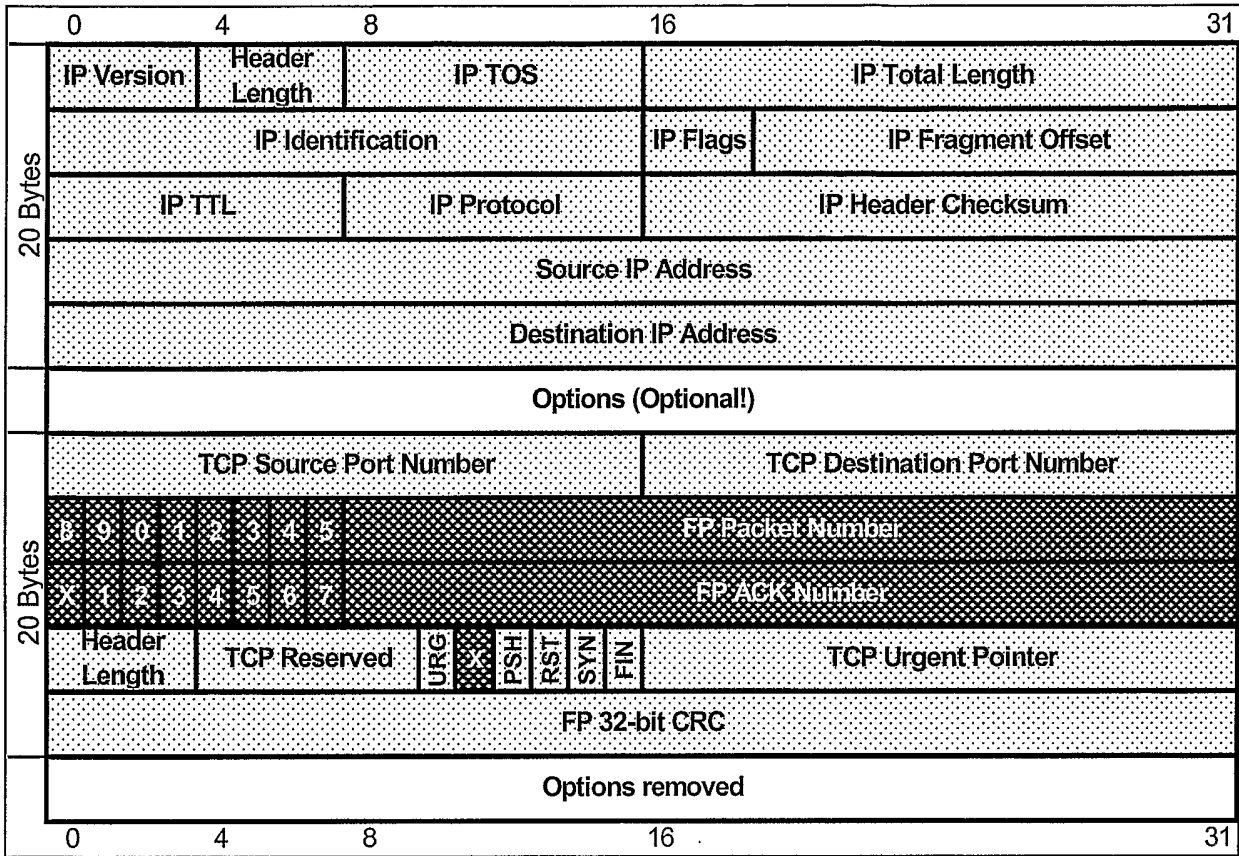 0 4 8 16 31
IP Version Header Length IP TOS IP Total Length
IP Identification IP Flags IP Fragment Offset
IP TTL IP Protocol IP Header Checksum
20 Bytes
Source IP Address
Destination IP Address
Options (Optional!)
TCP Source Port Number TCP Destination Port Number
8 9 0 1 2 3 4 5 FP Packet Number
20 Bytes
X 1 2 3 4 5 6 7 FP ACK Number
Header Length TCP Reserved URG X PSH RST SYN FIN TCP Urgent Pointer
FP 32-bit CRC
Options removed
0 4 8 16 31